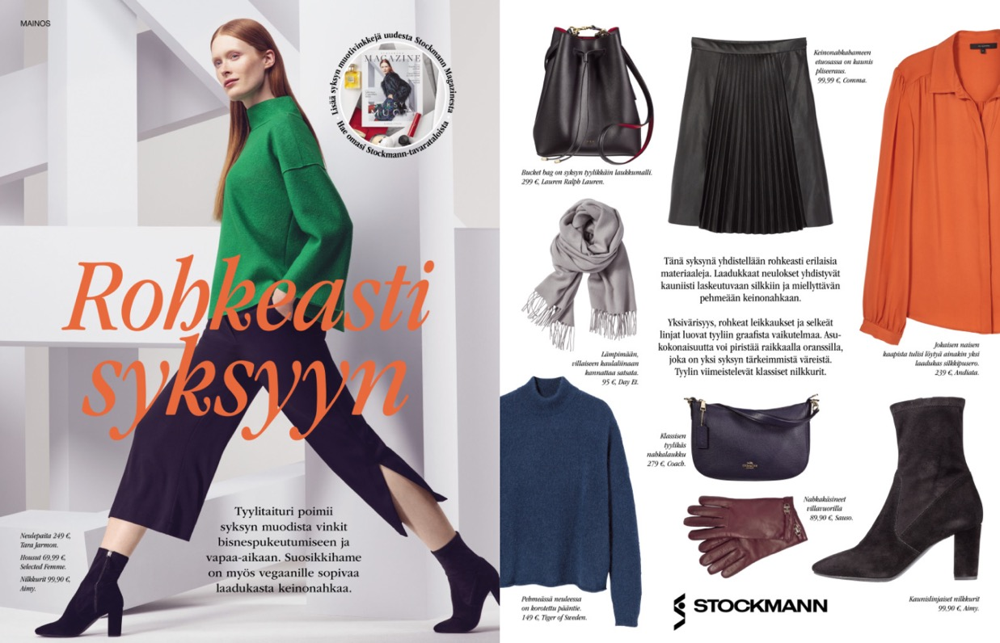 MAINOS
Lisää syksyn muotivinkkejä uudesta Stockmann Magazinesta
Hae omasi Stockmann-tavarataloista
MAGAZINE
Rohkeasti
syksyyn
Tyylitaituri poimii
syksyn muodista vinkit
bisnespukeutumiseen ja
vapaa-aikaan. Suosikkihame
on myös vegaanille sopivaa
laadukasta keinonahkaa.
Neulepaita 249 €,
Tara Jarmon.
Housut 69,99 €,
Selected Femme.
Nilkkurit 99,90 €,
Aimy.
Bucket bag on syksyn tyylikkäin laukkumalli.
299 €, Lauren Ralph Lauren.
Keinonahkahameen
etuosassa on kaunis
pliseeraus.
99,99 €, Comma.
Lämpimään,
villaiseen kaulaliinaan
kannattaa satsata.
95 €, Day Et.
Tänä syksynä yhdistellään rohkeasti erilaisia
materiaaleja. Laadukkaat neulokset yhdistyvät
kauniisti laskeutuvaan silkkiin ja miellyttävän
pehmeään keinonahkaan.
Yksivärisyys, rohkeat leikkaukset ja selkeät
linjat luovat tyyliin graafista vaikutelmaa. Asu-
kokonaisuutta voi piristää raikkaalla oranssilla,
joka on yksi syksyn tärkeimmistä väreistä.
Tyylin viimeistelevät klassiset nilkkurit.
Jokaisen naisen
kaapista tulisi löytyä ainakin yksi
laadukas silkkipusero.
239 €, Andiata.
Klassisen
tyylikäs
nahkalaukku
279 €, Coach.
COACH
Nahkakäsineet
villavuorilla
89,90 €, Sauso.
Pehmeässä neuleessa
on korotettu pääntie.
149 €, Tiger of Sweden.
STOCKMANN
Kaunislinjaiset nilkkurit
99,90 €, Aimy.